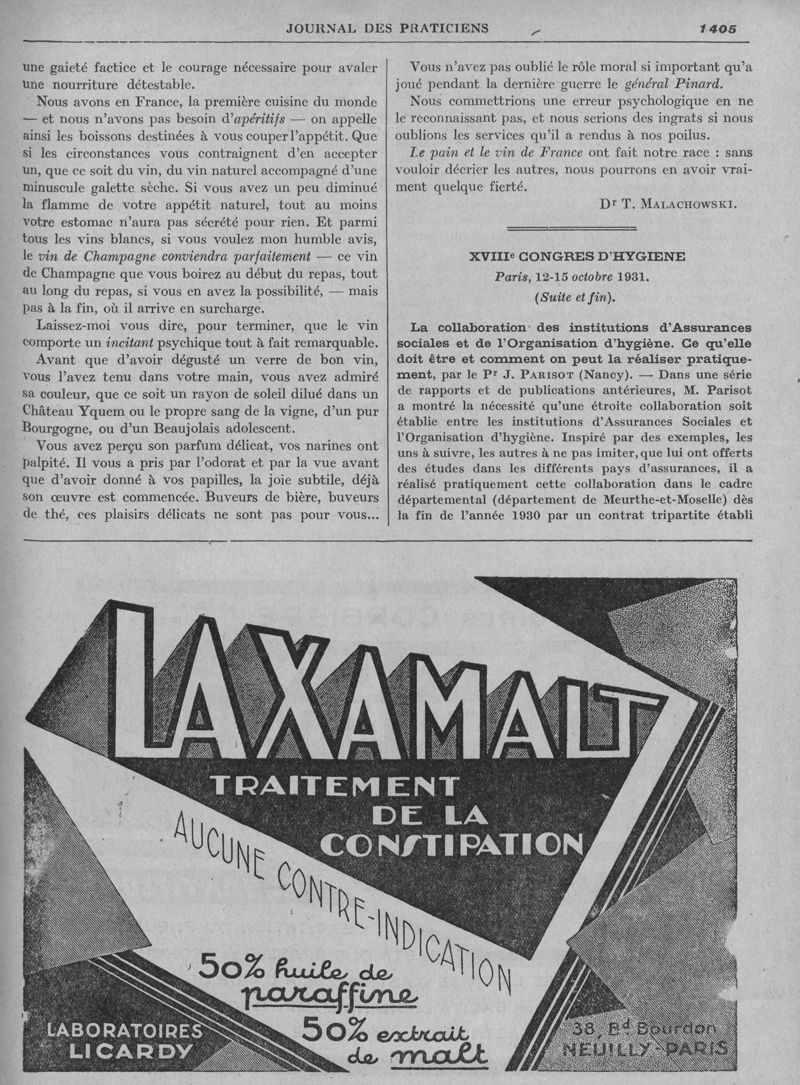 JOURNAL DES PRATICIENS
1405
une gaieté factice et le courage nécessaire pour avaler
une nourriture détestable.
Nous avons en France, la première cuisine du monde
— et nous n'avons pas besoin d'apéritifs — on appelle
ainsi les boissons destinées à vous couper l'appétit. Que
si les circonstances vous contraignent d'en accepter
un, que ce soit du vin, du vin naturel accompagné d'une
minuscule galette sèche. Si vous avez un peu diminué
la flamme de votre appétit naturel, tout au moins
votre estomac n'aura pas sécrété pour rien. Et parmi
tous les vins blancs, si vous voulez mon humble avis,
le vin de Champagne conviendra parfaitement — ce vin
de Champagne que vous boirez au début du repas, tout
au long du repas, si vous en avez la possibilité, — mais
pas à la fin, où il arrive en surcharge.
Laissez-moi vous dire, pour terminer, que le vin
comporte un incitant psychique tout à fait remarquable.
Avant que d'avoir dégusté un verre de bon vin,
vous l'avez tenu dans votre main, vous avez admiré
sa couleur, que ce soit un rayon de soleil dilué dans un
Château Yquem ou le propre sang de la vigne, d'un pur
Bourgogne, ou d'un Beaujolais adolescent.
Vous avez perçu son parfum délicat, vos narines ont
palpité. Il vous a pris par l'odorat et par la vue avant
que d'avoir donné à vos papilles, la joie subtile, déjà
son œuvre est commencée. Buveurs de bière, buveurs
de thé, ces plaisirs délicats ne sont pas pour vous...
Vous n'avez pas oublié le rôle moral si important qu'a
joué pendant la dernière guerre le général Pinard.
Nous commettrions une erreur psychologique en ne
le reconnaissant pas, et nous serions des ingrats si nous
oublions les services qu'il a rendus à nos poilus.
Le pain et le vin de France ont fait notre race : sans
vouloir décrier les autres, nous pourrons en avoir vrai-
ment quelque fierté.
Dr T. MALACHOWSKI.
XVIIIe CONGRES D'HYGIENE
Paris, 12-15 octobre 1931.
(Suite et fin).
La collaboration des institutions d'Assurances
sociales et de l'Organisation d'hygiène. Ce qu'elle
doit être et comment on peut la réaliser pratique-
ment, par le Pr J. PARISOT (Nancy). — Dans une série
de rapports et de publications antérieures, M. Parisot
a montré la nécessité qu'une étroite collaboration soit
établie entre les institutions d'Assurances Sociales et
l'Organisation d'hygiène. Inspiré par des exemples, les
uns à suivre, les autres à ne pas imiter, que lui ont offerts
des études dans les différents pays d'assurances, il a
réalisé pratiquement cette collaboration dans le cadre
départemental (département de Meurthe-et-Moselle) dès
la fin de l'année 1930 par un contrat tripartite établi
LAXAMALT
TRAITEMENT
DE LA
CONSTIPATION
AUCUNE CONTRE-INDICATION
50% huile de
paraffine
50% extrait
de malt
LABORATOIRES
LICARDY
38, Bd Bourdon
NEUILLY-PARIS